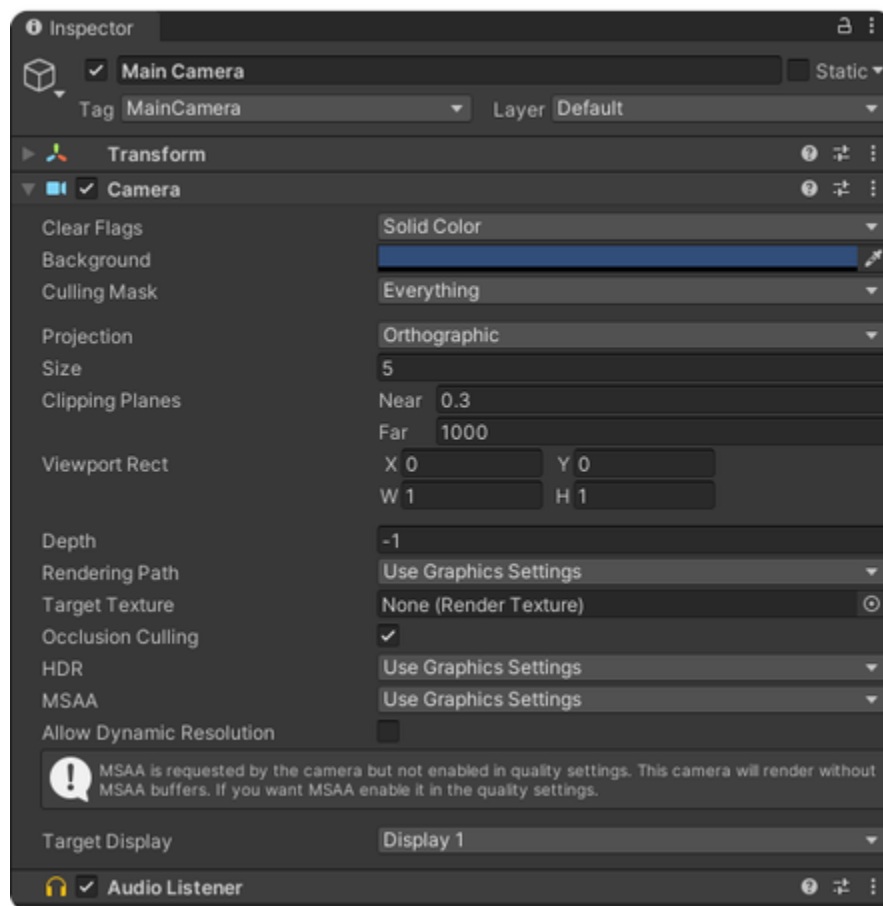 Inspector
Main Camera Static
Tag MainCamera Layer Default
Transform
Camera
Clear Flags Solid Color
Background
Culling Mask Everything
Projection Orthographic
Size 5
Clipping Planes Near 0.3
Far 1000
Viewport Rect X 0 Y 0
W 1 H 1
Depth -1
Rendering Path Use Graphics Settings
Target Texture None (Render Texture)
Occlusion Culling
HDR Use Graphics Settings
MSAA Use Graphics Settings
Allow Dynamic Resolution
MSAA is requested by the camera but not enabled in quality settings. This camera will render without
MSAA buffers. If you want MSAA enable it in the quality settings.
Target Display Display 1
Audio Listener